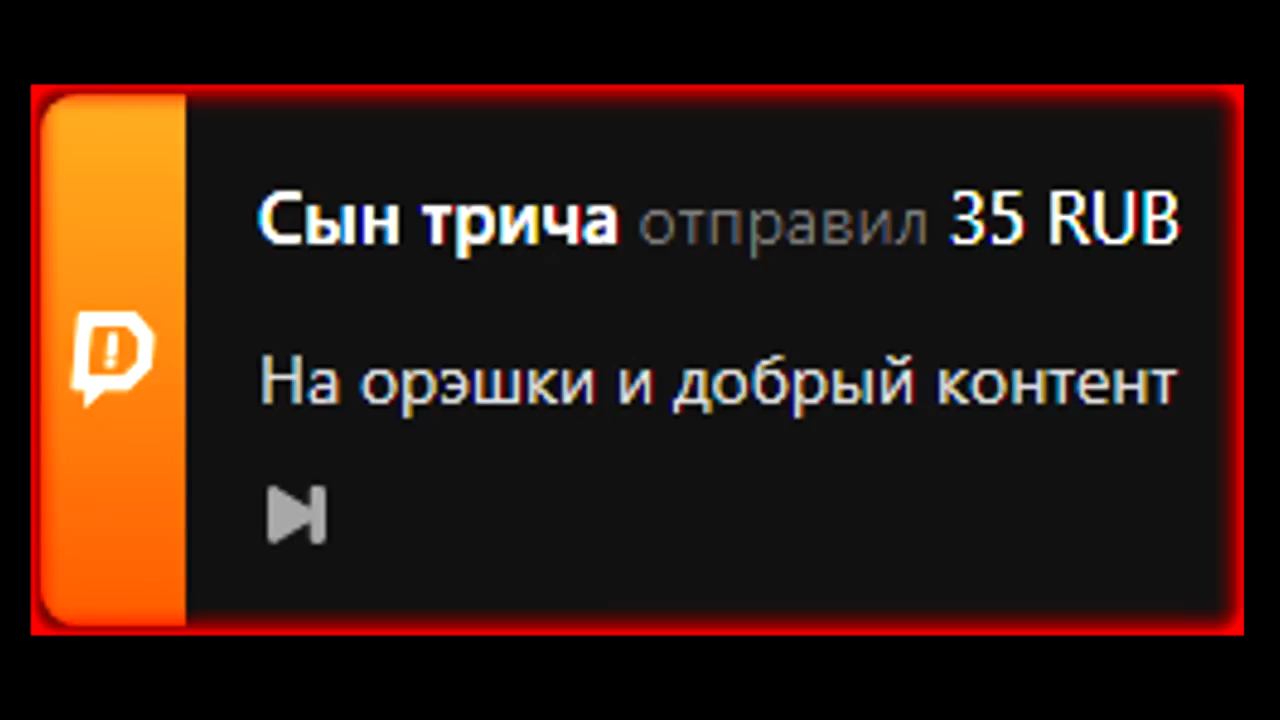 Сын трича отправил 35 RUB
На орэшки и добрый контент